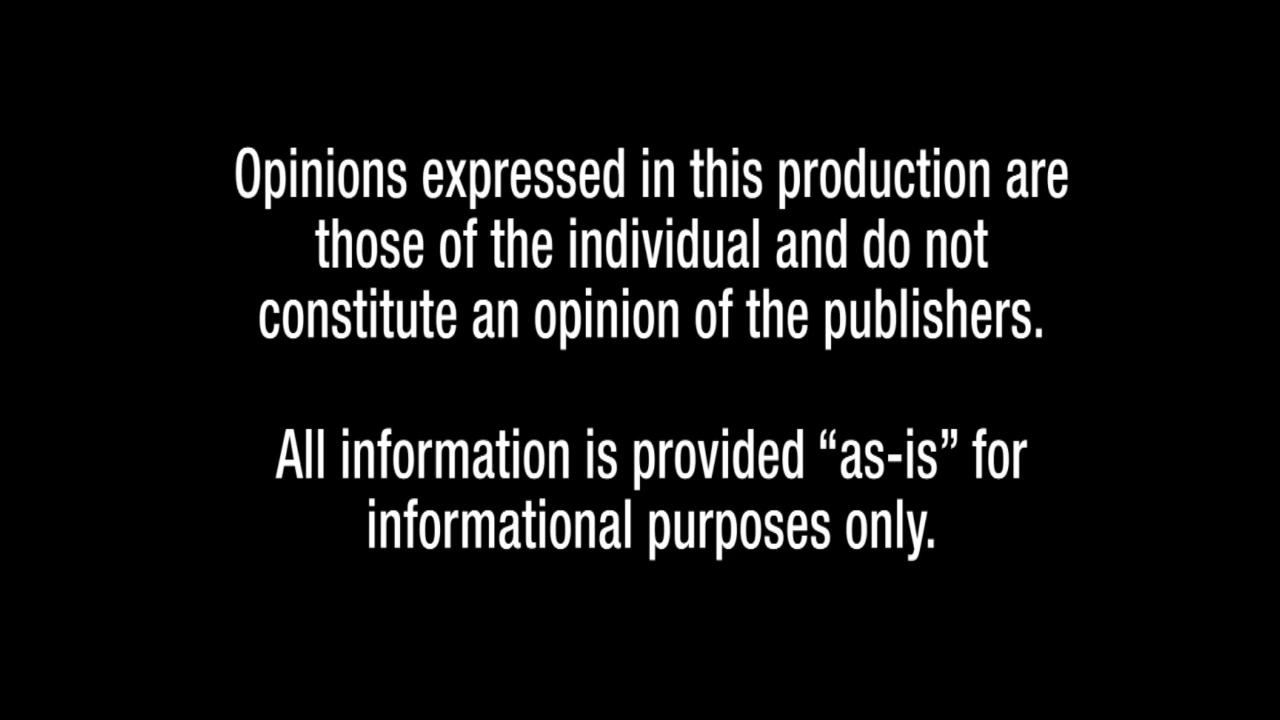 Opinions expressed in this production are
those of the individual and do not
constitute an opinion of the publishers.
All information is provided “as-is” for
informational purposes only.